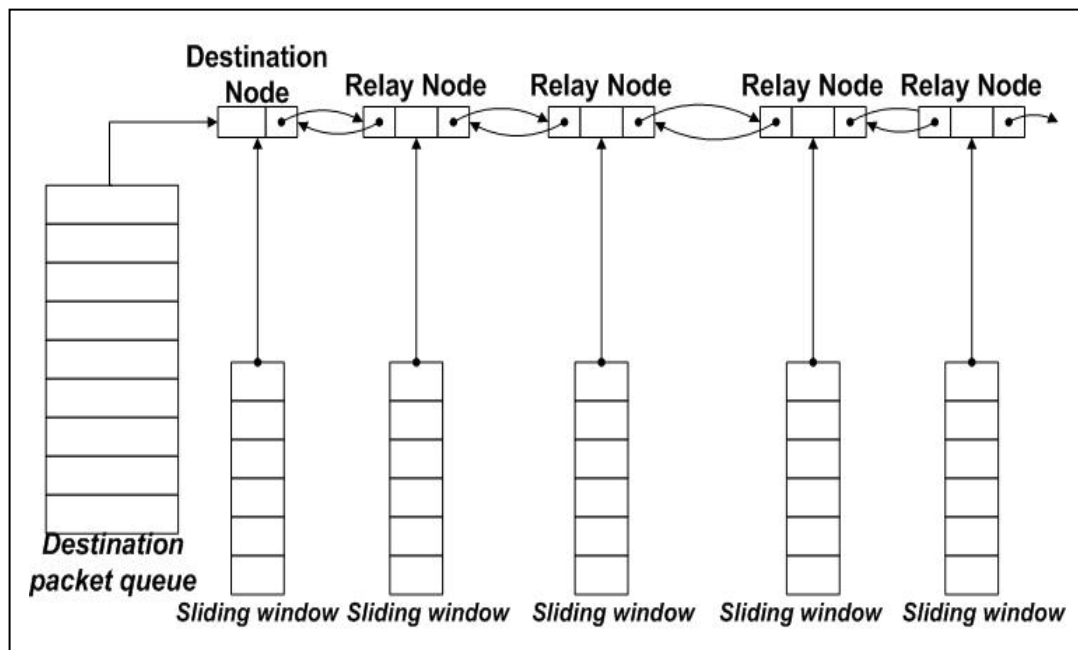 Destination
Node
Relay Node
Relay Node
Relay Node
Relay Node
Destination
packet queue
Sliding window
Sliding window
Sliding window
Sliding window
Sliding window